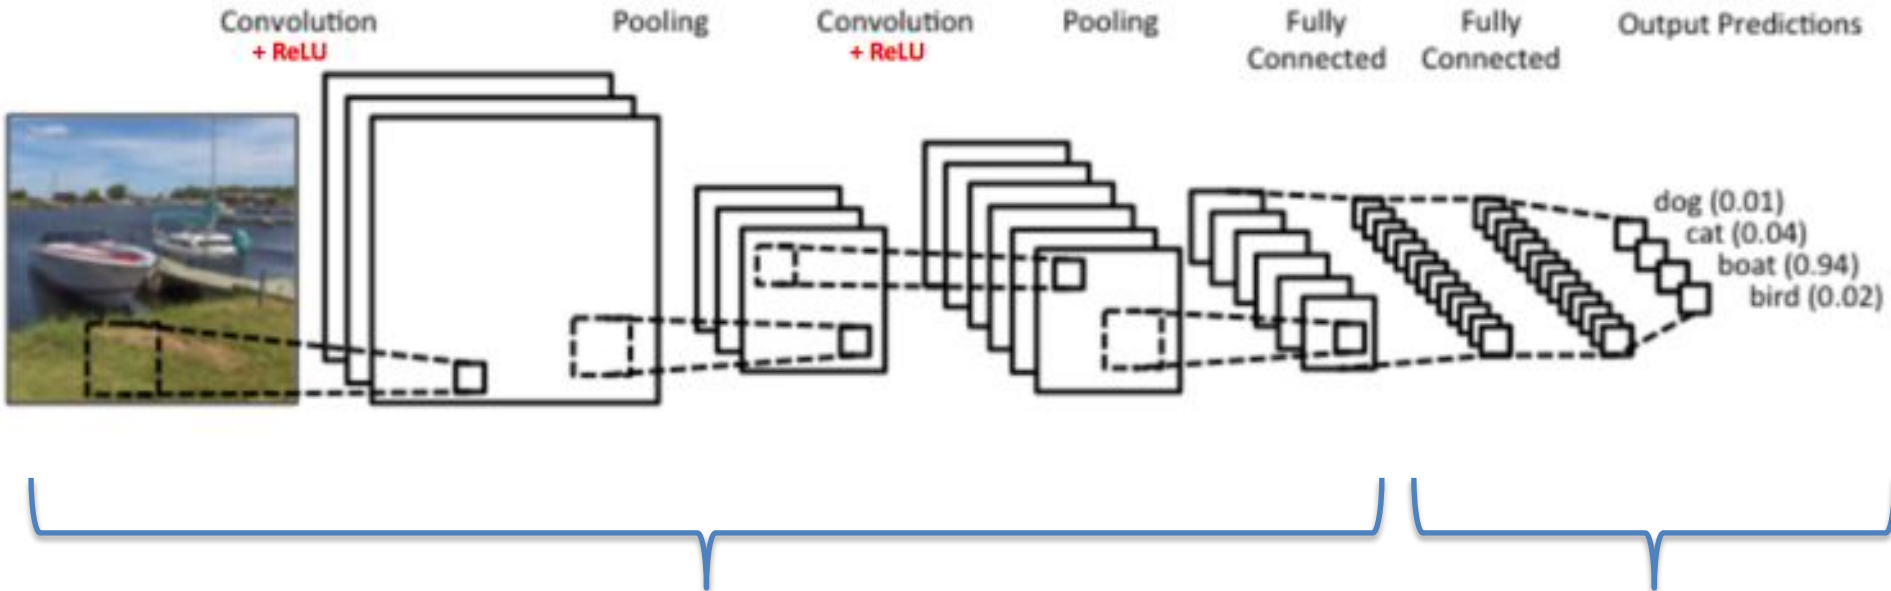 Convolution
+ ReLU
Pooling
Convolution
+ ReLU
Pooling
Fully
Connected
Fully
Connected
Output Predictions
dog (0.01)
cat (0.04)
boat (0.94)
bird (0.02)